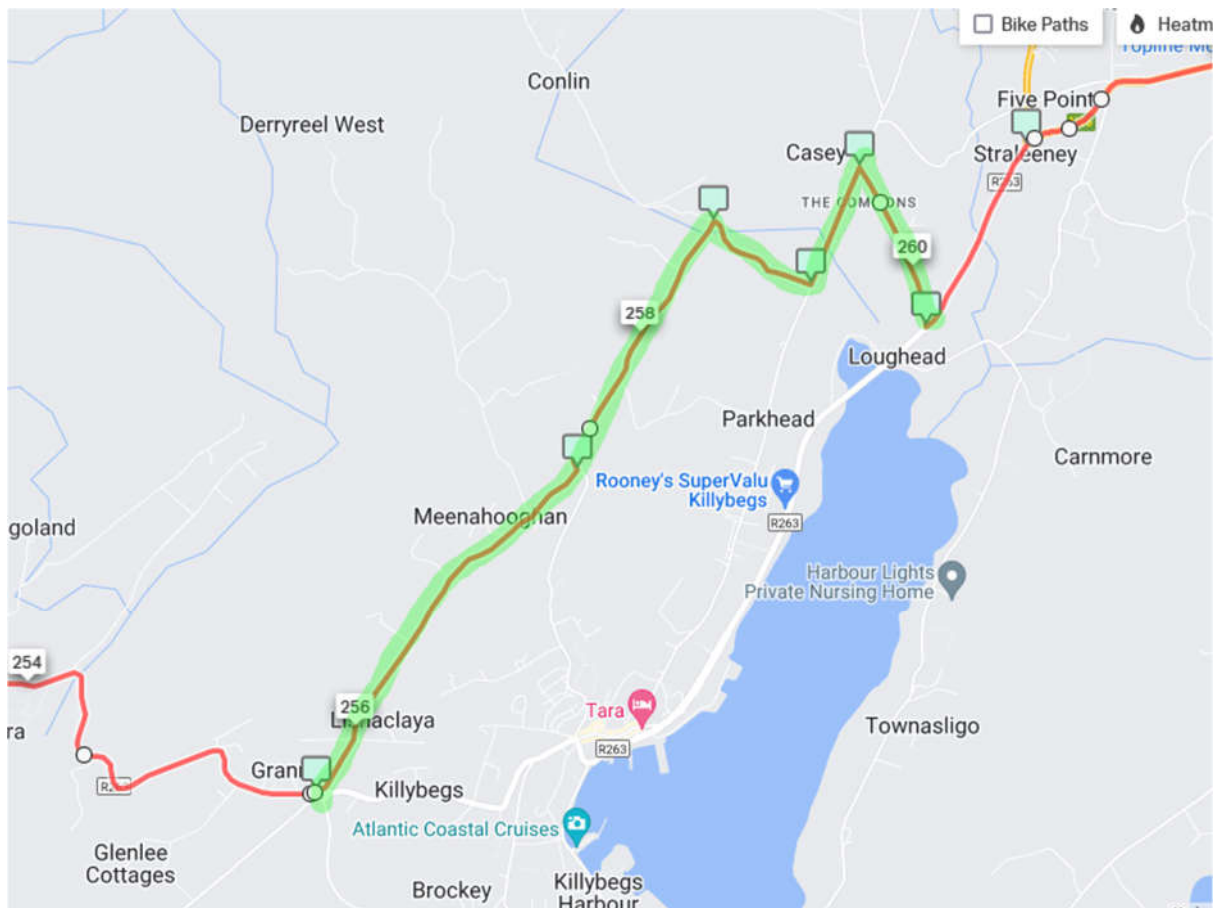 Bike Paths
Heatm
Conlin
Five Point
Derryreel West
Casey
Straleeney
R263
THE COMMONS
260
258
Loughead
Parkhead
Carnmore
Rooney's SuperValu
Killybegs
R263
Meenahooghan
goland
Harbour Lights
Private Nursing Home
254
256
Tara
ra
Townasligo
R263
Killybegs
Atlantic Coastal Cruises
Glenlee
Cottages
Brockey
Killybegs
Harbour